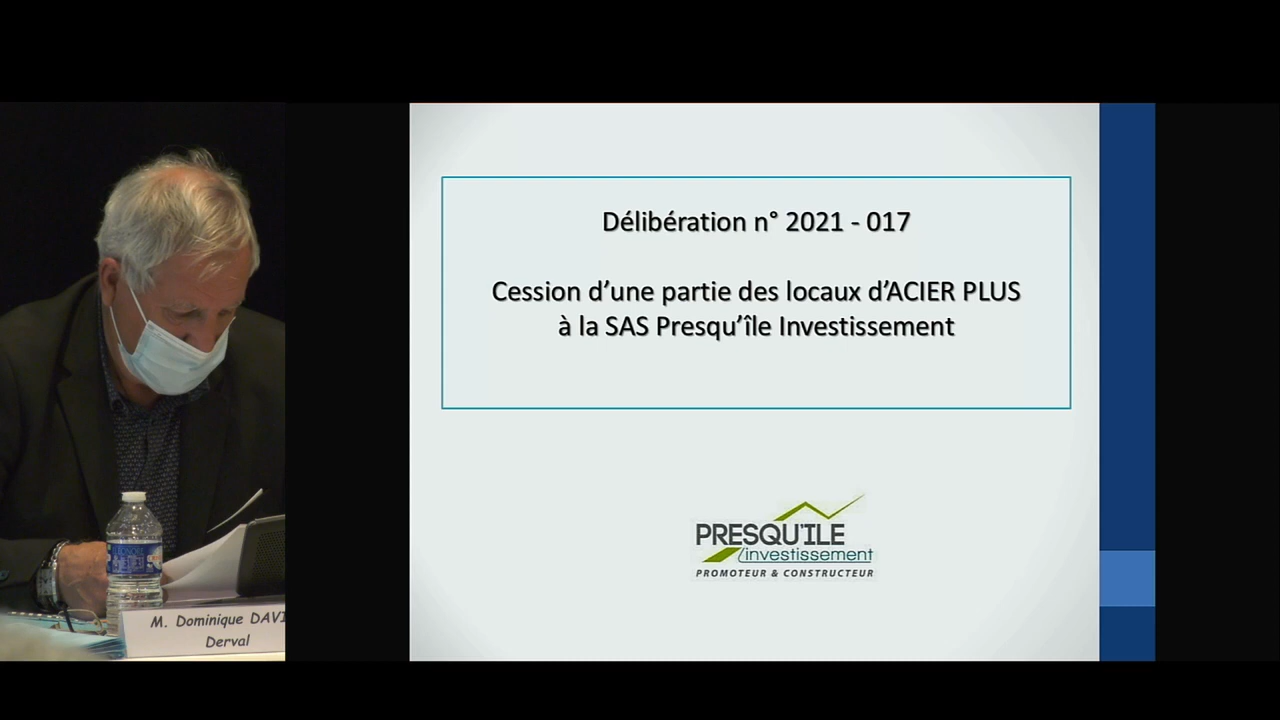 Délibération n° 2021 - 017
Cession d’une partie des locaux d’ACIER PLUS
à la SAS Presqu’île Investissement
PRESQU'ILE
investissement
PROMOTEUR & CONSTRUCTEUR
M. Dominique DAVI
Derval